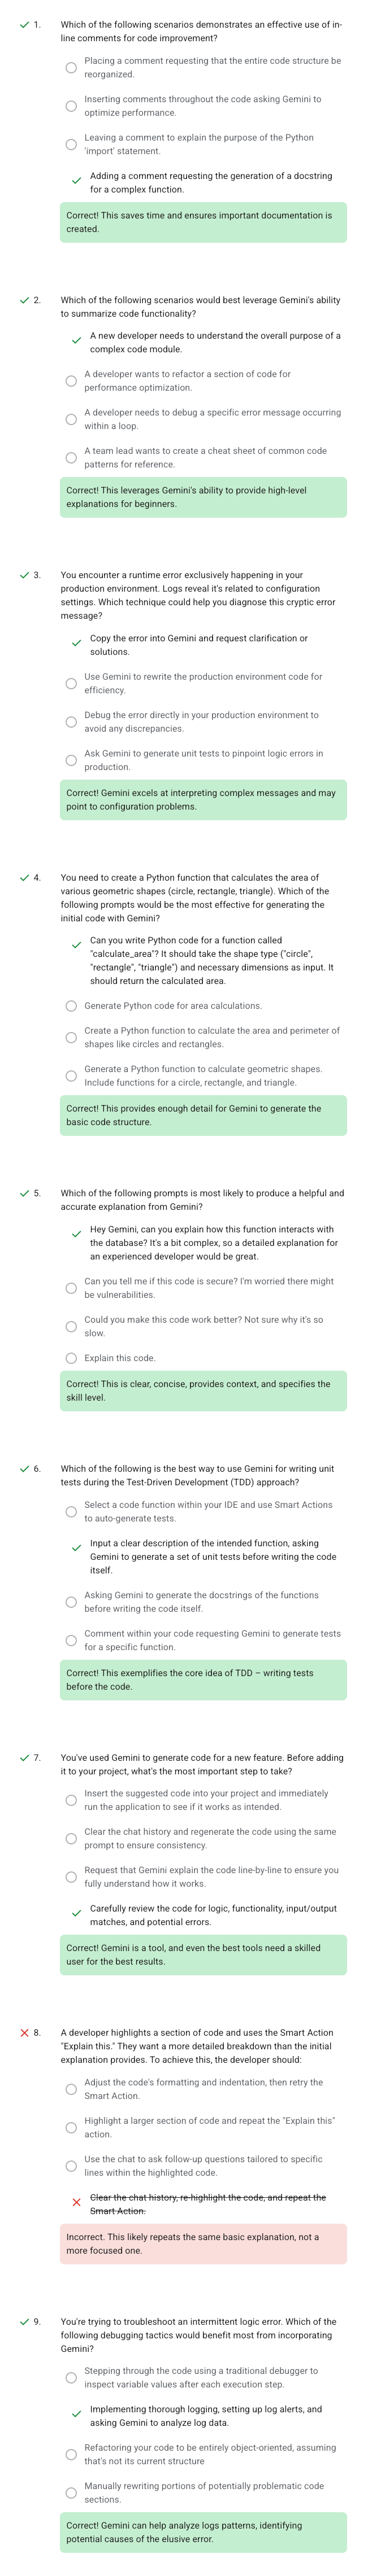 1. Which of the following scenarios demonstrates an effective use of in-
line comments for code improvement?
Placing a comment requesting that the entire code structure be
reorganized.
Inserting comments throughout the code asking Gemini to
optimize performance.
Leaving a comment to explain the purpose of the Python
'import' statement.
Adding a comment requesting the generation of a docstring
for a complex function.
Correct! This saves time and ensures important documentation is
created.
2. Which of the following scenarios would best leverage Gemini's ability
to summarize code functionality?
A new developer needs to understand the overall purpose of a
complex code module.
A developer wants to refactor a section of code for
performance optimization.
A developer needs to debug a specific error message occurring
within a loop.
A team lead wants to create a cheat sheet of common code
patterns for reference.
Correct! This leverages Gemini's ability to provide high-level
explanations for beginners.
3. You encounter a runtime error exclusively happening in your
production environment. Logs reveal it's related to configuration
settings. Which technique could help you diagnose this cryptic error
message?
Copy the error into Gemini and request clarification or
solutions.
Use Gemini to rewrite the production environment code for
efficiency.
Debug the error directly in your production environment to
avoid any discrepancies.
Ask Gemini to generate unit tests to pinpoint logic errors in
production.
Correct! Gemini excels at interpreting complex messages and may
point to configuration problems.
4. You need to create a Python function that calculates the area of
various geometric shapes (circle, rectangle, triangle). Which of the
following prompts would be the most effective for generating the
initial code with Gemini?
Can you write Python code for a function called
"calculate_area"? It should take the shape type ("circle",
"rectangle", "triangle") and necessary dimensions as input. It
should return the calculated area.
Generate Python code for area calculations.
Create a Python function to calculate the area and perimeter of
shapes like circles and rectangles.
Generate a Python function to calculate geometric shapes.
Include functions for a circle, rectangle, and triangle.
Correct! This provides enough detail for Gemini to generate the
basic code structure.
5. Which of the following prompts is most likely to produce a helpful and
accurate explanation from Gemini?
Hey Gemini, can you explain how this function interacts with
the database? It's a bit complex, so a detailed explanation for
an experienced developer would be great.
Can you tell me if this code is secure? I'm worried there might
be vulnerabilities.
Could you make this code work better? Not sure why it's so
slow.
Explain this code.
Correct! This is clear, concise, provides context, and specifies the
skill level.
6. Which of the following is the best way to use Gemini for writing unit
tests during the Test-Driven Development (TDD) approach?
Select a code function within your IDE and use Smart Actions
to auto-generate tests.
Input a clear description of the intended function, asking
Gemini to generate a set of unit tests before writing the code
itself.
Asking Gemini to generate the docstrings of the functions
before writing the code itself.
Comment within your code requesting Gemini to generate tests
for a specific function.
Correct! This exemplifies the core idea of TDD – writing tests
before the code.
7. You've used Gemini to generate code for a new feature. Before adding
it to your project, what's the most important step to take?
Insert the suggested code into your project and immediately
run the application to see if it works as intended.
Clear the chat history and regenerate the code using the same
prompt to ensure consistency.
Request that Gemini explain the code line-by-line to ensure you
fully understand how it works.
Carefully review the code for logic, functionality, input/output
matches, and potential errors.
Correct! Gemini is a tool, and even the best tools need a skilled
user for the best results.
8. A developer highlights a section of code and uses the Smart Action
"Explain this." They want a more detailed breakdown than the initial
explanation provides. To achieve this, the developer should:
Adjust the code's formatting and indentation, then retry the
Smart Action.
Highlight a larger section of code and repeat the "Explain this"
action.
Use the chat to ask follow-up questions tailored to specific
lines within the highlighted code.
Clear the chat history, re-highlight the code, and repeat the
Smart Action.
Incorrect. This likely repeats the same basic explanation, not a
more focused one.
9. You're trying to troubleshoot an intermittent logic error. Which of the
following debugging tactics would benefit most from incorporating
Gemini?
Stepping through the code using a traditional debugger to
inspect variable values after each execution step.
Implementing thorough logging, setting up log alerts, and
asking Gemini to analyze log data.
Refactoring your code to be entirely object-oriented, assuming
that's not its current structure
Manually rewriting portions of potentially problematic code
sections.
Correct! Gemini can help analyze logs patterns, identifying
potential causes of the elusive error.